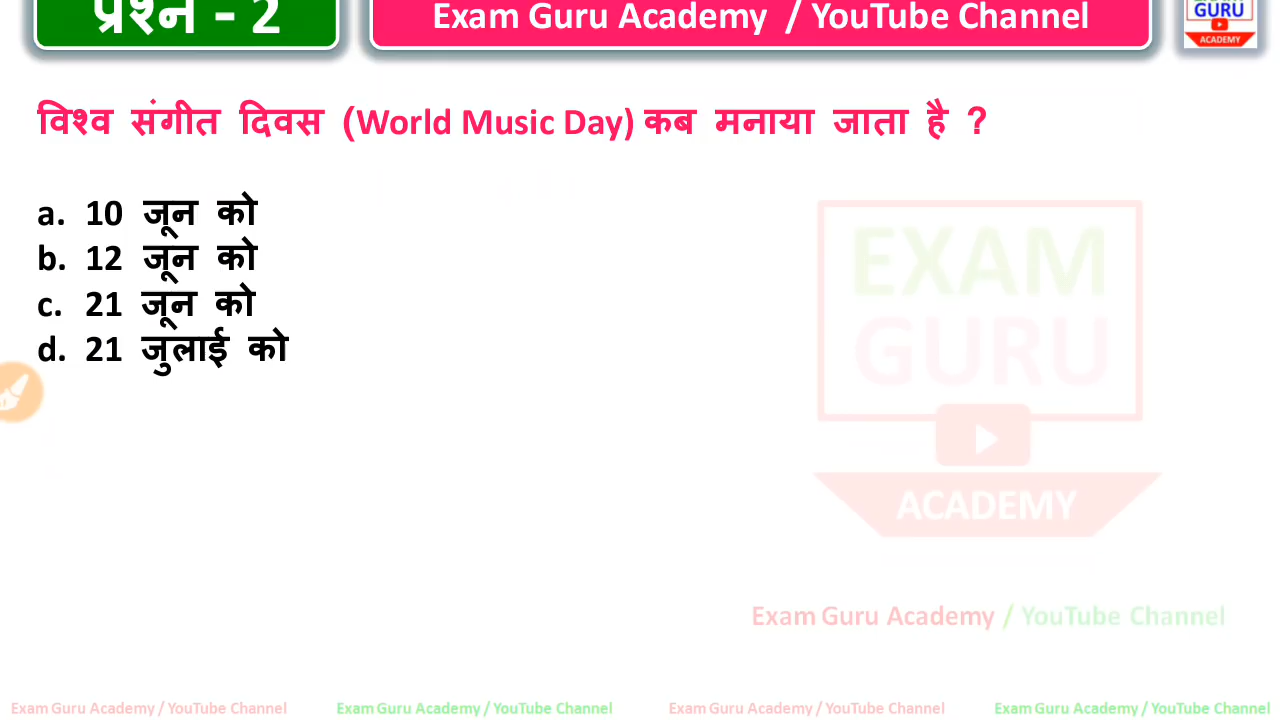 प्रश्न - 2
Exam Guru Academy / YouTube Channel
GURU
ACADEMY
विश्व संगीत दिवस (World Music Day) कब मनाया जाता है ?
a. 10 जून को
b. 12 जून को
c. 21 जून को
d. 21 जुलाई को
EXAM
GURU
ACADEMY
Exam Guru Academy / YouTube Channel
Exam Guru Academy / YouTube Channel Exam Guru Academy / YouTube Channel Exam Guru Academy / YouTube Channel Exam Guru Academy / YouTube Channel